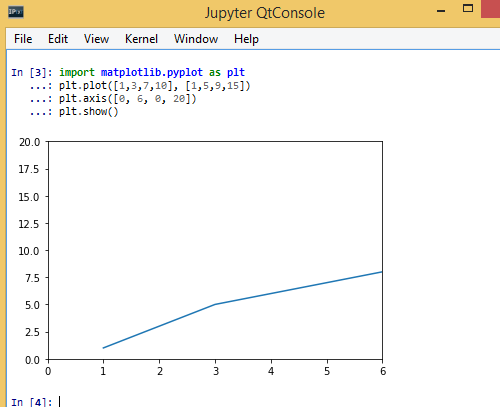 IP[y]:
Jupyter QtConsole
File Edit View Kernel Window Help
In [3]: import matplotlib.pyplot as plt
...: plt.plot([1,3,7,10], [1,5,9,15])
...: plt.axis([0, 6, 0, 20])
...: plt.show()
20.0
17.5
15.0
12.5
10.0
7.5
5.0
2.5
0.0
0 1 2 3 4 5 6
In [4]: